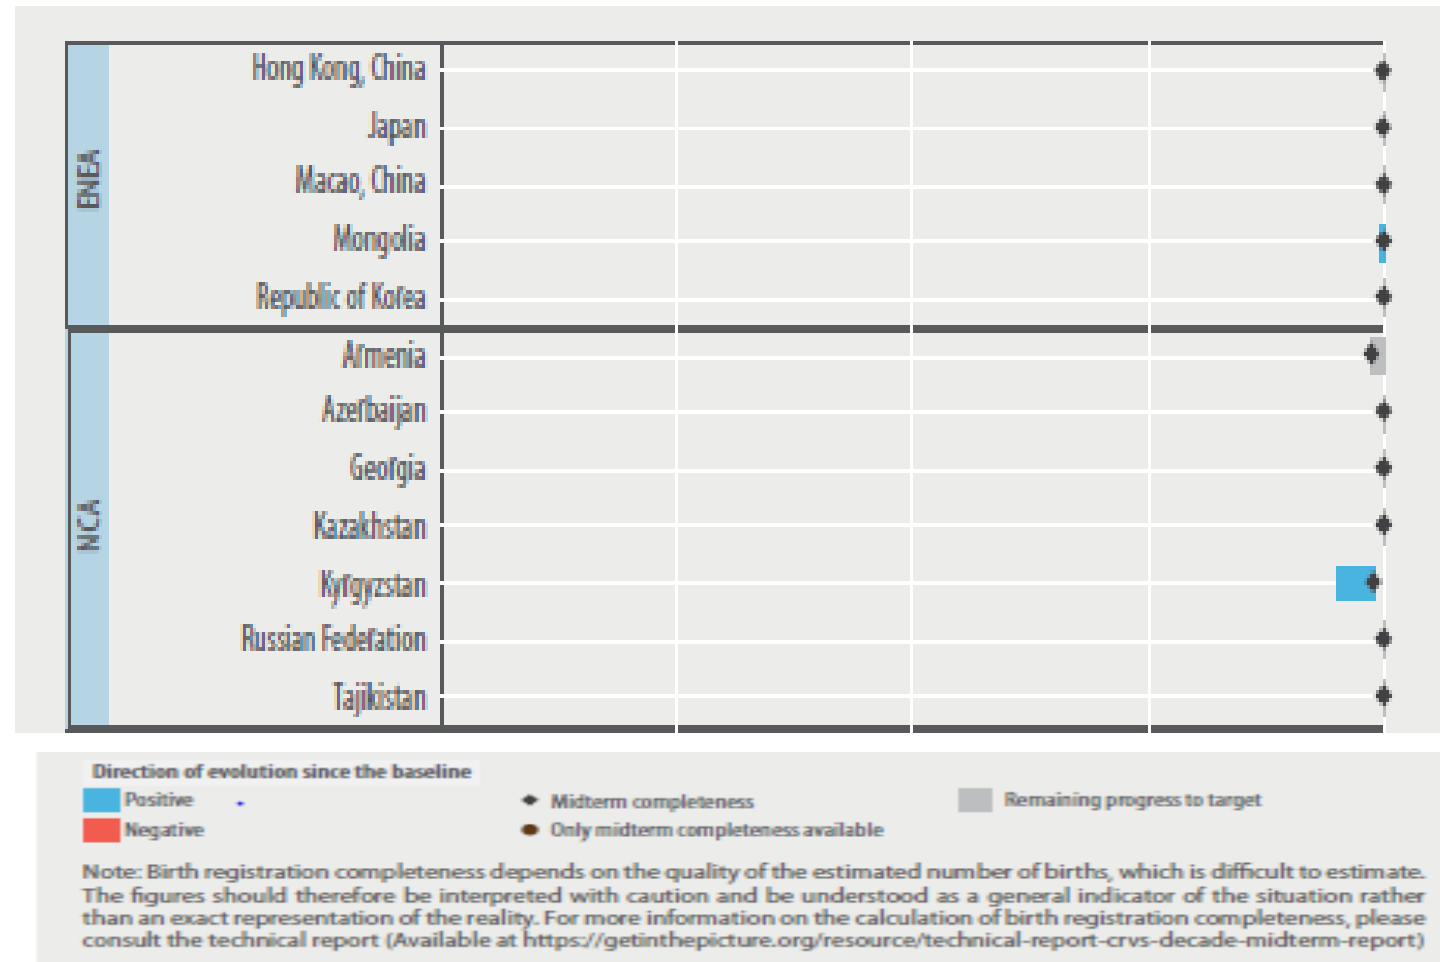 ENEA
Hong Kong, China
Japan
Macao, China
Mongolia
Republic of Korea
NCA
Armenia
Azerbaijan
Georgia
Kazakhstan
Kyrgyzstan
Russian Federation
Tajikistan
Direction of evolution since the baseline
Positive
Negative
Midterm completeness
Only midterm completeness available
Remaining progress to target
Note: Birth registration completeness depends on the quality of the estimated number of births, which is difficult to estimate.
The figures should therefore be interpreted with caution and be understood as a general indicator of the situation rather
than an exact representation of the reality. For more information on the calculation of birth registration completeness, please
consult the technical report (Available at https://getinthepicture.org/resource/technical-report-crvs-decade-midterm-report)